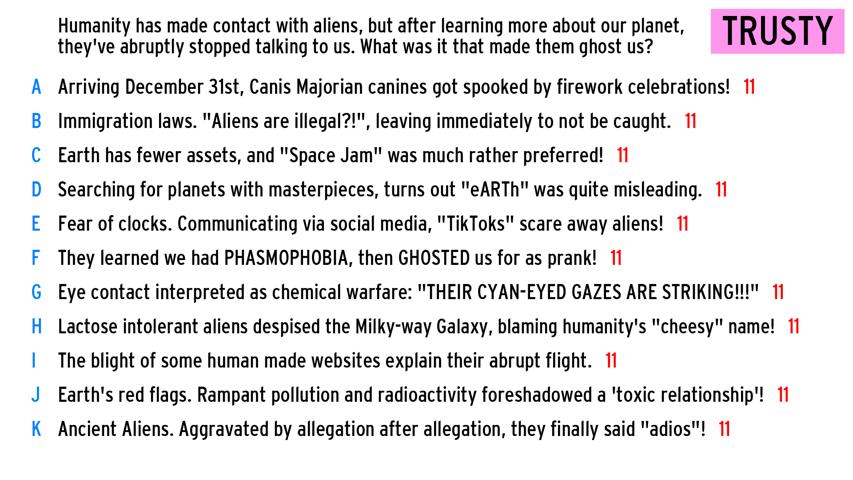 Humanity has made contact with aliens, but after learning more about our planet,
they've abruptly stopped talking to us. What was it that made them ghost us?
TRUSTY
A Arriving December 31st, Canis Majorian canines got spooked by firework celebrations! 11
B Immigration laws. "Aliens are illegal?!", leaving immediately to not be caught. 11
C Earth has fewer assets, and "Space Jam" was much rather preferred! 11
D Searching for planets with masterpieces, turns out "eARTh" was quite misleading. 11
E Fear of clocks. Communicating via social media, "TikToks" scare away aliens! 11
F They learned we had PHASMOPHOBIA, then GHOSTED us for as prank! 11
G Eye contact interpreted as chemical warfare: "THEIR CYAN-EYED GAZES ARE STRIKING!!!" 11
H Lactose intolerant aliens despised the Milky-way Galaxy, blaming humanity's "cheesy" name! 11
I The blight of some human made websites explain their abrupt flight. 11
J Earth's red flags. Rampant pollution and radioactivity foreshadowed a 'toxic relationship'! 11
K Ancient Aliens. Aggravated by allegation after allegation, they finally said "adios"! 11